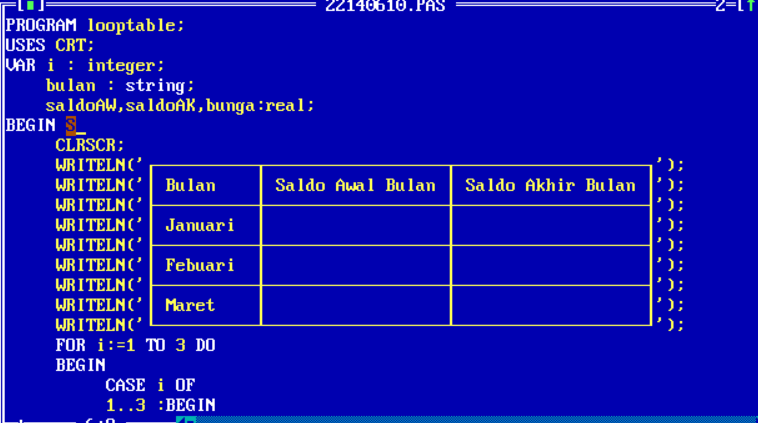 22140610.PAS 2
PROGRAM looptable;
USES CRT;
VAR i : integer;
bulan : string;
saldoAW,saldoAK,bunga:real;
BEGIN S_
CLRSCR;
WRITELN(' ');
WRITELN(' Bulan Saldo Awal Bulan Saldo Akhir Bulan ');
WRITELN(' ');
WRITELN(' Januari ');
WRITELN(' ');
WRITELN(' Febuari ');
WRITELN(' ');
WRITELN(' Maret ');
WRITELN(' ');
FOR i:=1 TO 3 DO
BEGIN
CASE i OF
1..3 :BEGIN